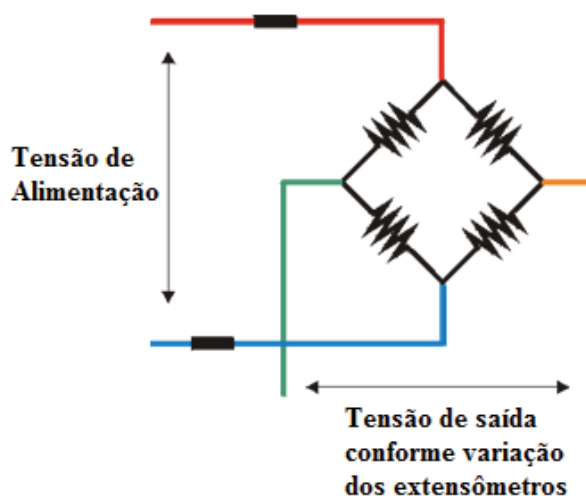 Tensão de
Alimentação
Tensão de saída
conforme variação
dos extensômetros